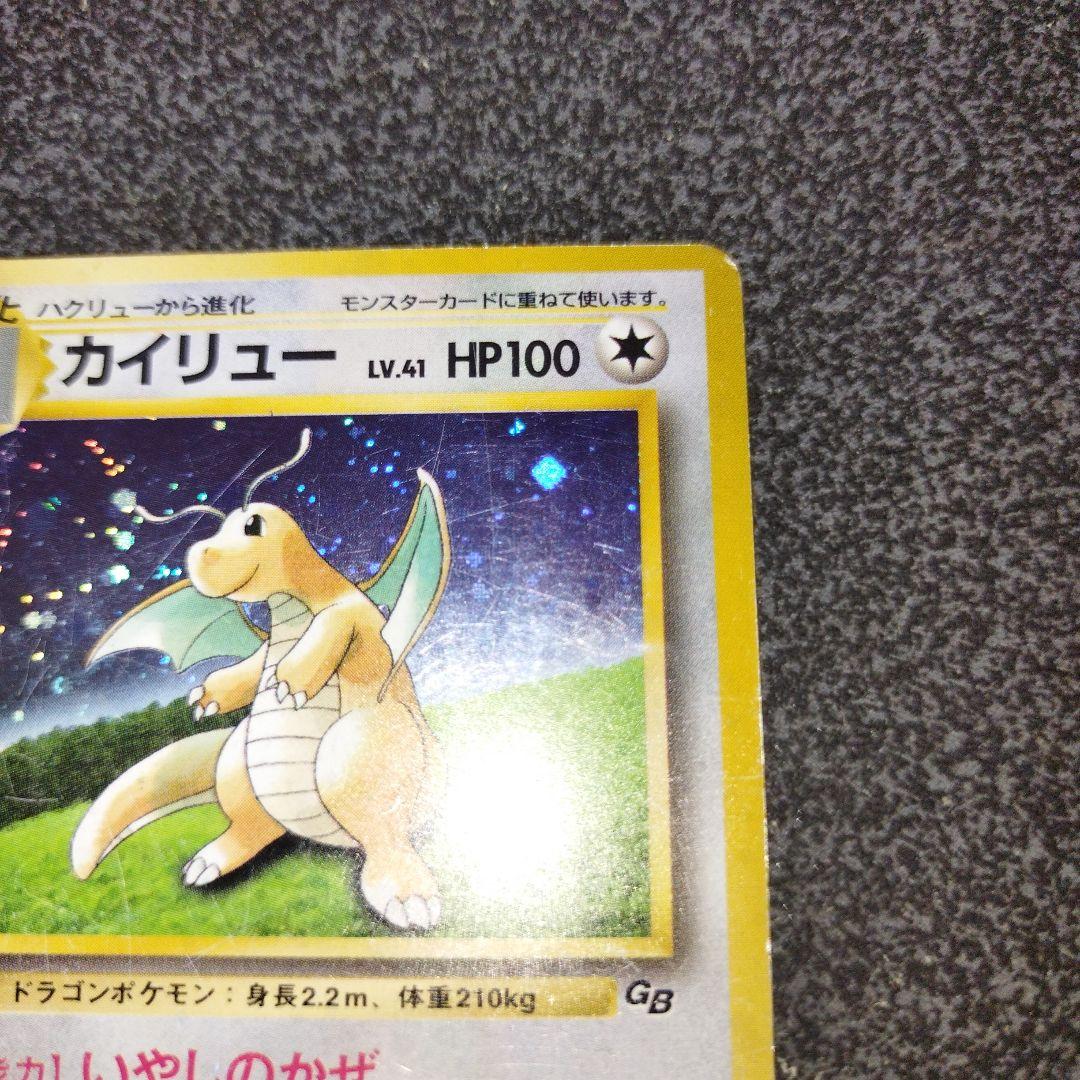 化 ハクリューから進化 モンスターカードに重ねて使います。
カイリュー LV.41 HP100
ドラゴンポケモン：身長2.2m、体重210kg
GB
力］いやしのかぜ